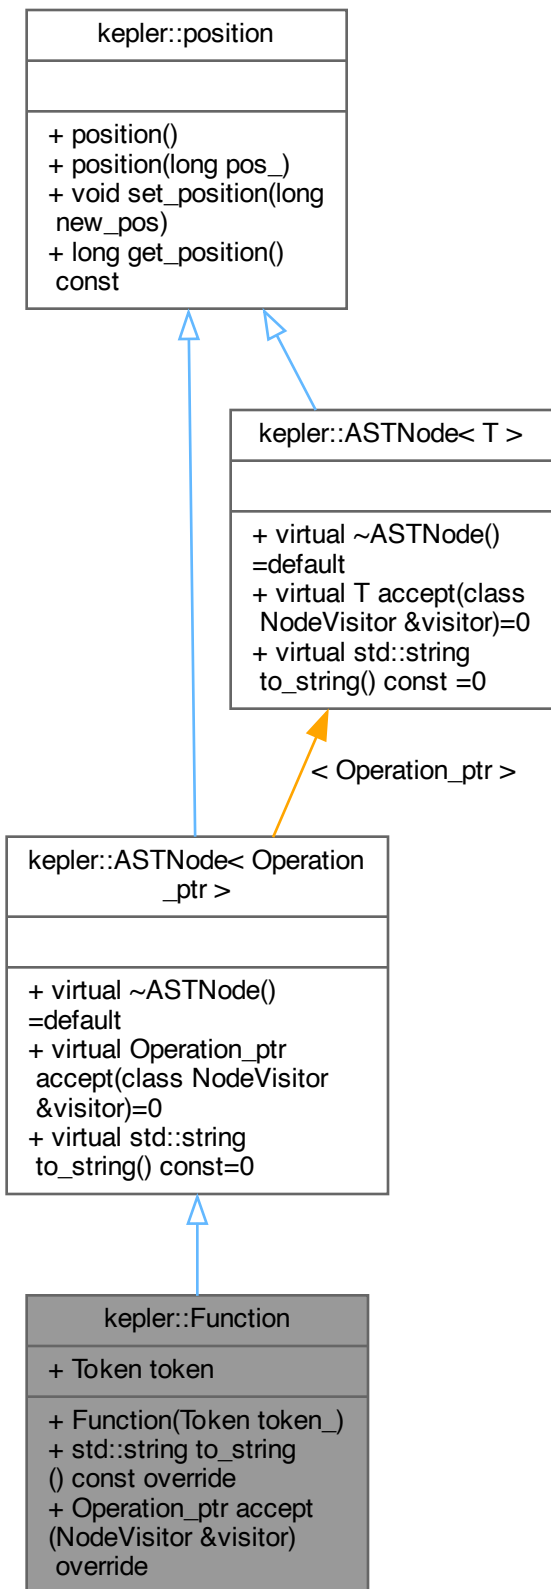 kepler::position
+ position()
+ position(long pos_)
+ void set_position(long
new_pos)
+ long get_position()
const
kepler::ASTNode< T >
+ virtual ~ASTNode()
=default
+ virtual T accept(class
NodeVisitor &visitor)=0
+ virtual std::string
to_string() const =0
< Operation_ptr >
kepler::ASTNode< Operation
_ptr >
+ virtual ~ASTNode()
=default
+ virtual Operation_ptr
accept(class NodeVisitor
&visitor)=0
+ virtual std::string
to_string() const=0
kepler::Function
+ Token token
+ Function(Token token_)
+ std::string to_string
() const override
+ Operation_ptr accept
(NodeVisitor &visitor)
override